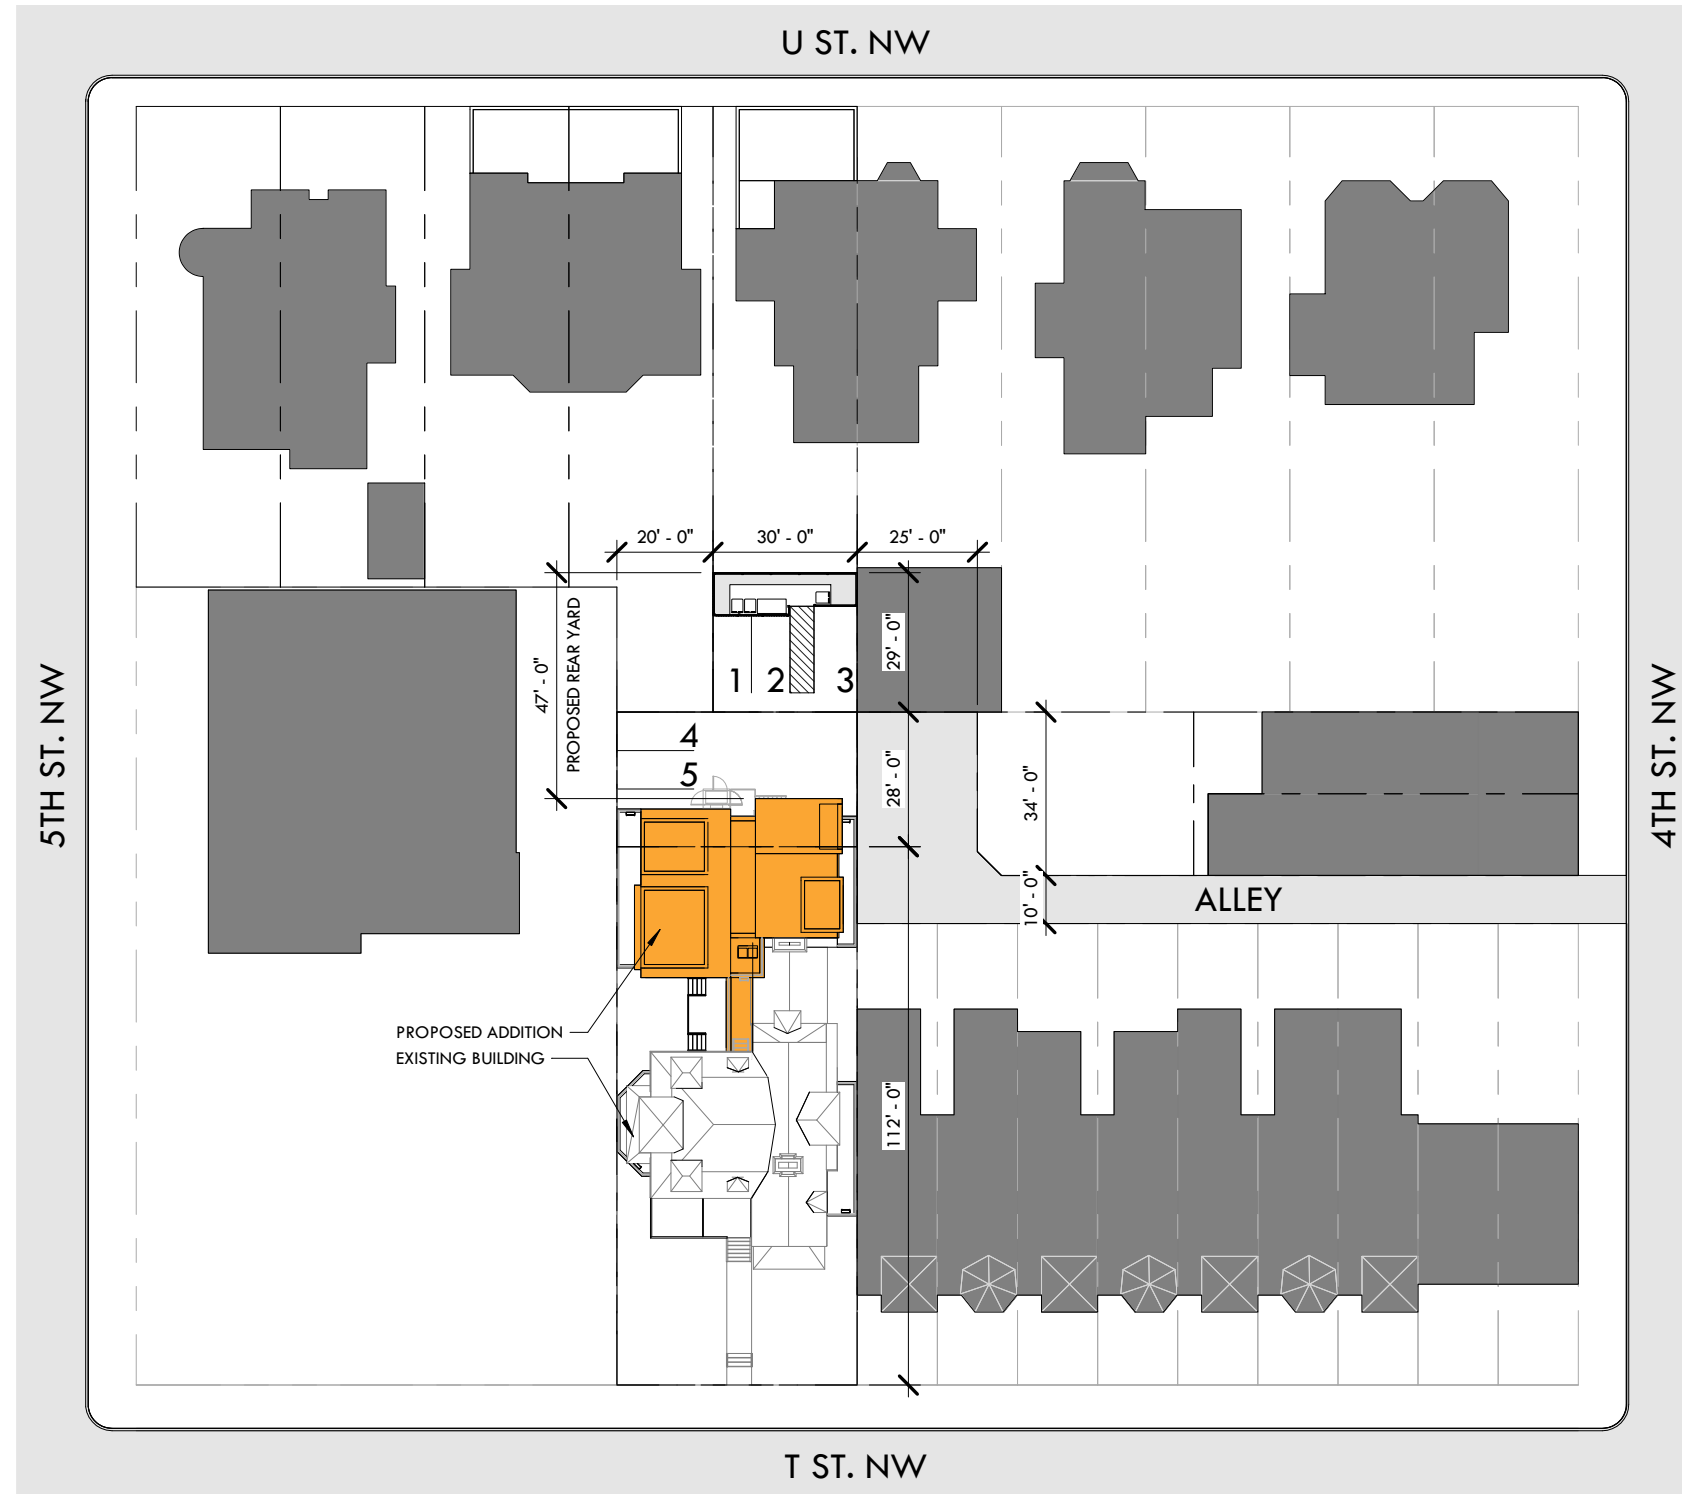 U ST. NW
20' - 0"
30' - 0"
25' - 0"
47' - 0"
PROPOSED REAR YARD
29' - 0"
1
2
3
4
5
28' - 0"
34' - 0"
10' - 0"
ALLEY
5TH ST. NW
4TH ST. NW
PROPOSED ADDITION
EXISTING BUILDING
112' - 0"
T ST. NW